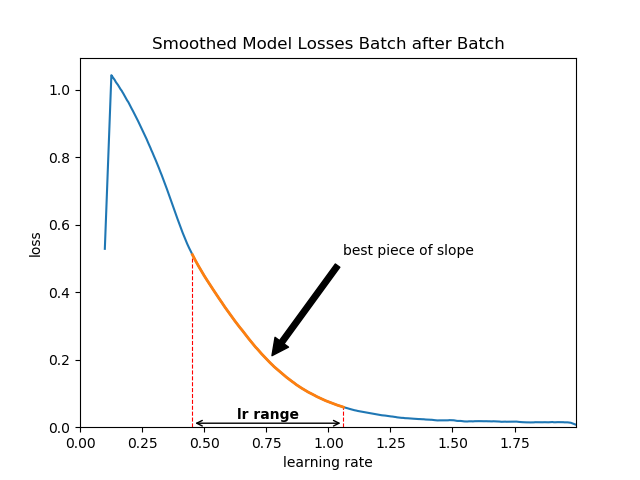 Smoothed Model Losses Batch after Batch
loss
1.0
0.8
0.6
0.4
0.2
0.0
best piece of slope
lr range
0.00 0.25 0.50 0.75 1.00 1.25 1.50 1.75
learning rate